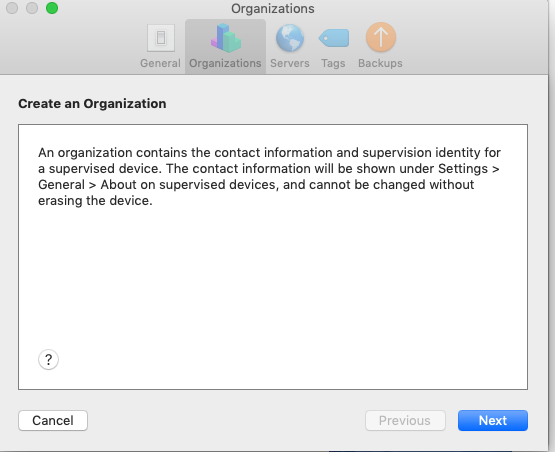 Organizations
General Organizations Servers Tags Backups
Create an Organization
An organization contains the contact information and supervision identity for
a supervised device. The contact information will be shown under Settings >
General > About on supervised devices, and cannot be changed without
erasing the device.
?
Cancel Previous Next